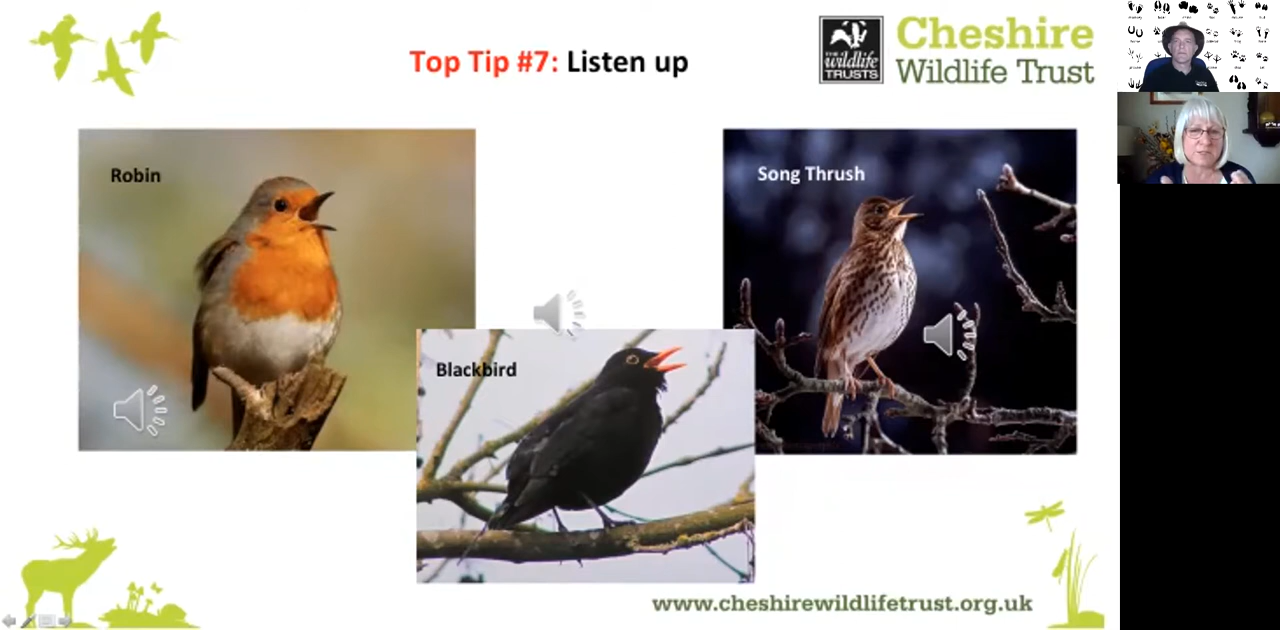 Top Tip #7: Listen up
THE
wildlife
TRUSTS
Cheshire
Wildlife Trust
Robin
Song Thrush
Blackbird
www.cheshirewildlifetrust.org.uk